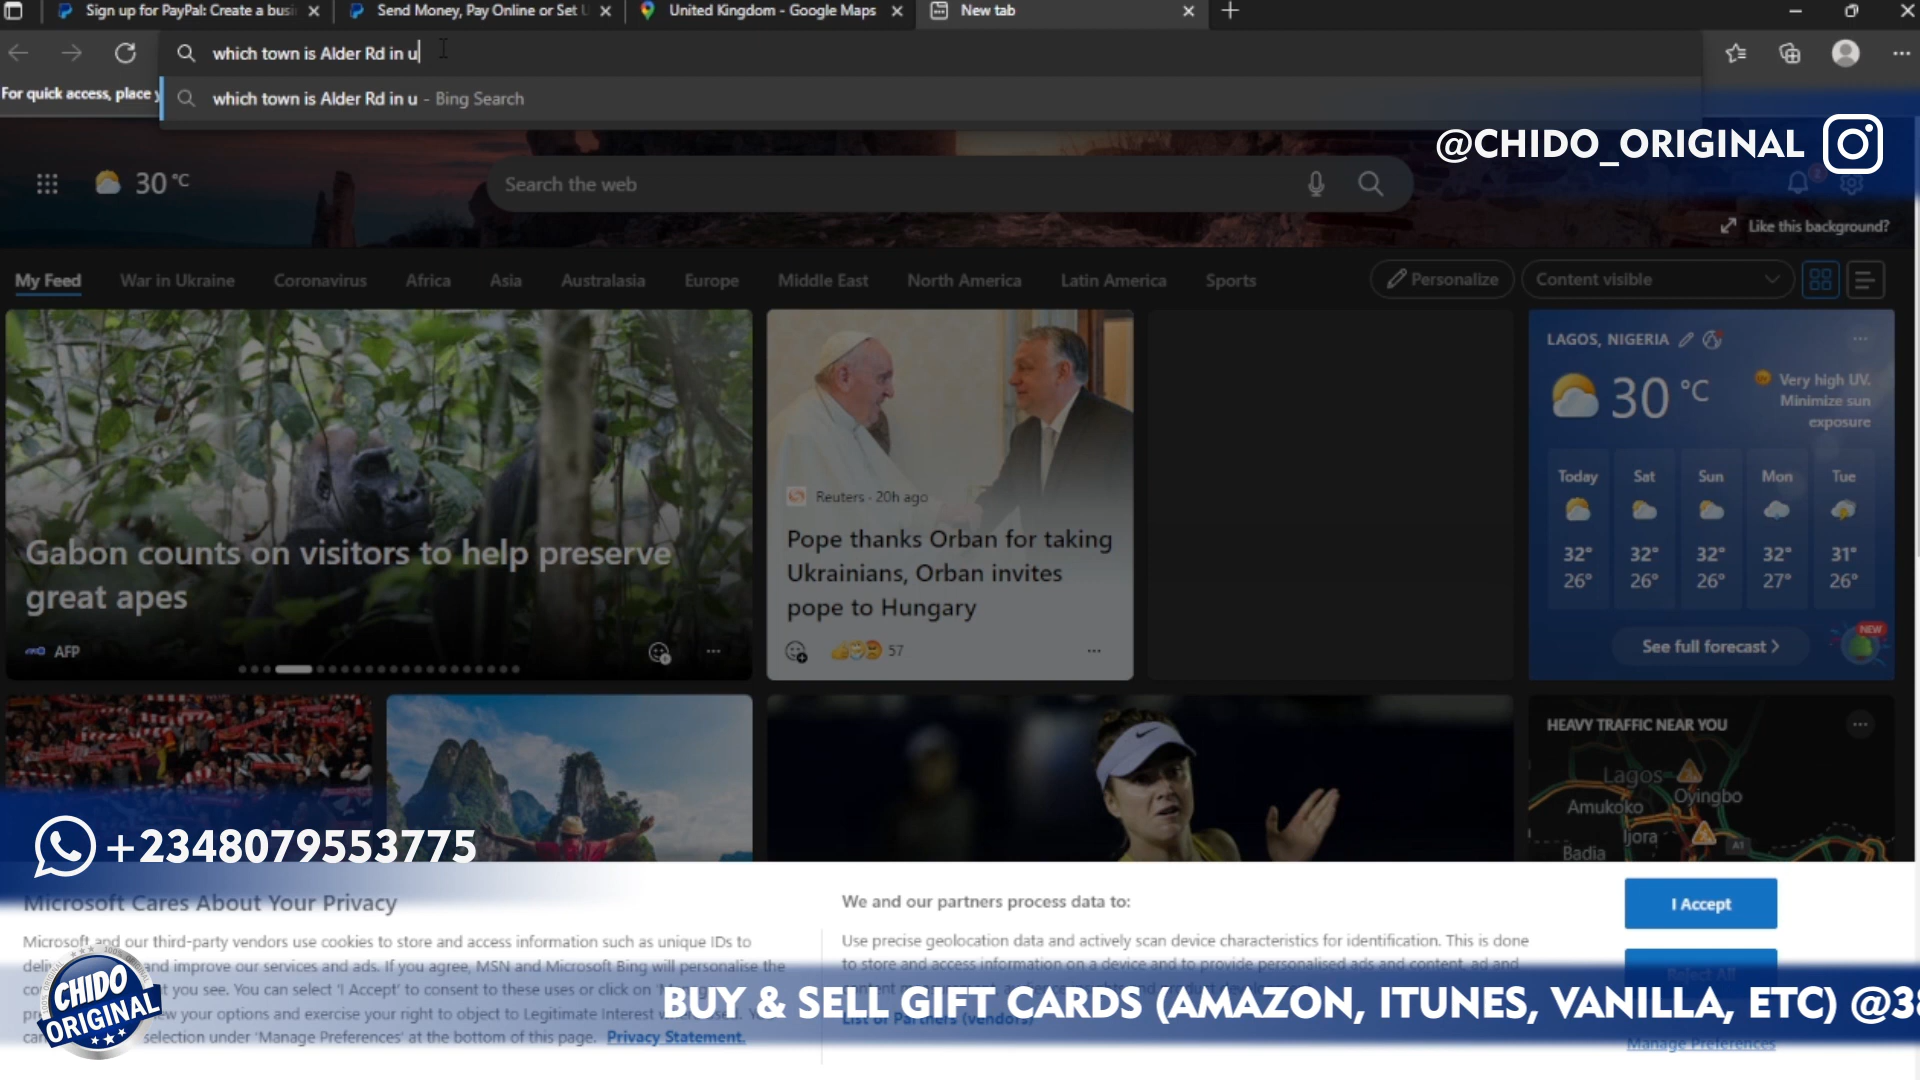 Sign up for PayPal: Create a busi
Send Money, Pay Online or Set U
United Kingdom - Google Maps
New tab
which town is Alder Rd in u
For quick access, place y
which town is Alder Rd in u - Bing Search
@CHIDO_ORIGINAL
30 °C
Search the web
Like this background?
My Feed
War in Ukraine
Coronavirus
Africa
Asia
Australasia
Europe
Middle East
North America
Latin America
Sports
Personalize
Content visible
Gabon counts on visitors to help preserve
great apes
AFP
Reuters · 20h ago
Pope thanks Orban for taking
Ukrainians, Orban invites
pope to Hungary
57
LAGOS, NIGERIA
30 °C
Very high UV.
Minimize sun
exposure
Today Sat Sun Mon Tue
32° 32° 32° 32° 31°
26° 26° 26° 27° 26°
See full forecast >
NEW
HEAVY TRAFFIC NEAR YOU
Lagos
Oyingbo
Amukoko
Ijora
A1
Badia
+2348079553775
Microsoft Cares About Your Privacy
Microsoft and our third-party vendors use cookies to store and access information such as unique IDs to
and improve our services and ads. If you agree, MSN and Microsoft Bing will personalise the
t you see. You can select 'I Accept' to consent to these uses or click on
ew your options and exercise your right to object to Legitimate Interest
selection under 'Manage Preferences' at the bottom of this page. Privacy Statement.
We and our partners process data to:
Use precise geolocation data and actively scan device characteristics for identification. This is done
to store and access information on a device and to provide personalised ads and content, ad and
List of Partners (vendors)
I Accept
Reject All
Manage Preferences
CHIDO
ORIGINAL
BUY & SELL GIFT CARDS (AMAZON, ITUNES, VANILLA, ETC) @38